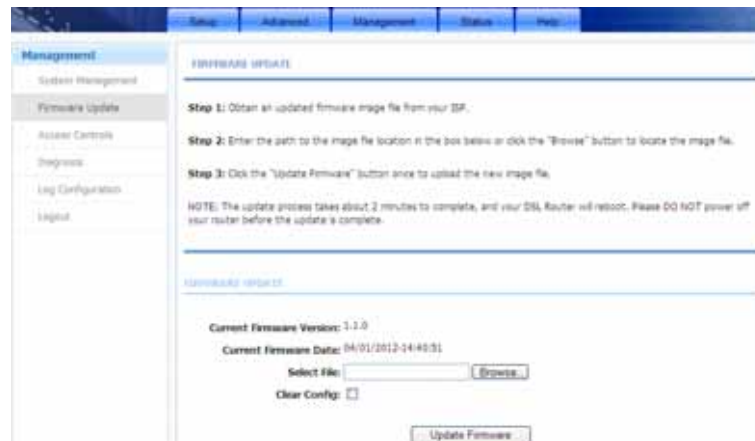 Setup Advanced Management Status Help
Management
System Management
Firmware Update
Access Controls
Diagnosis
Log Configuration
Logout
FIRMWARE UPDATE
Step 1: Obtain an updated firmware image file from your ISP.
Step 2: Enter the path to the image file location in the box below or click the "Browse" button to locate the image file.
Step 3: Click the "Update Firmware" button once to upload the new image file.
NOTE: The update process takes about 2 minutes to complete, and your DSL Router will reboot. Please DO NOT power off
your router before the update is complete.
FIRMWARE UPDATE
Current Firmware Version: 1.1.0
Current Firmware Date: 04/01/2012-14:40:51
Select File: Browse...
Clear Config:
Update Firmware